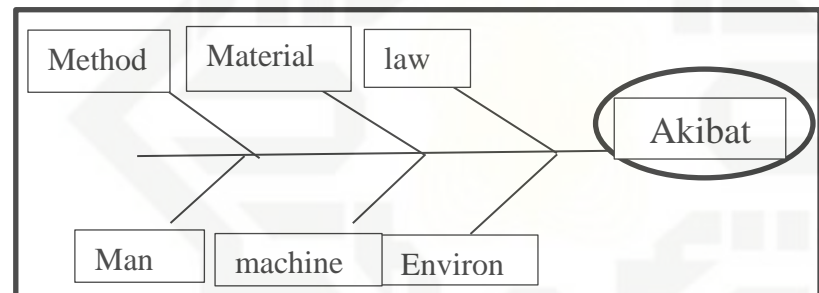 Method
Material
law
Akibat
Man
machine
Environ